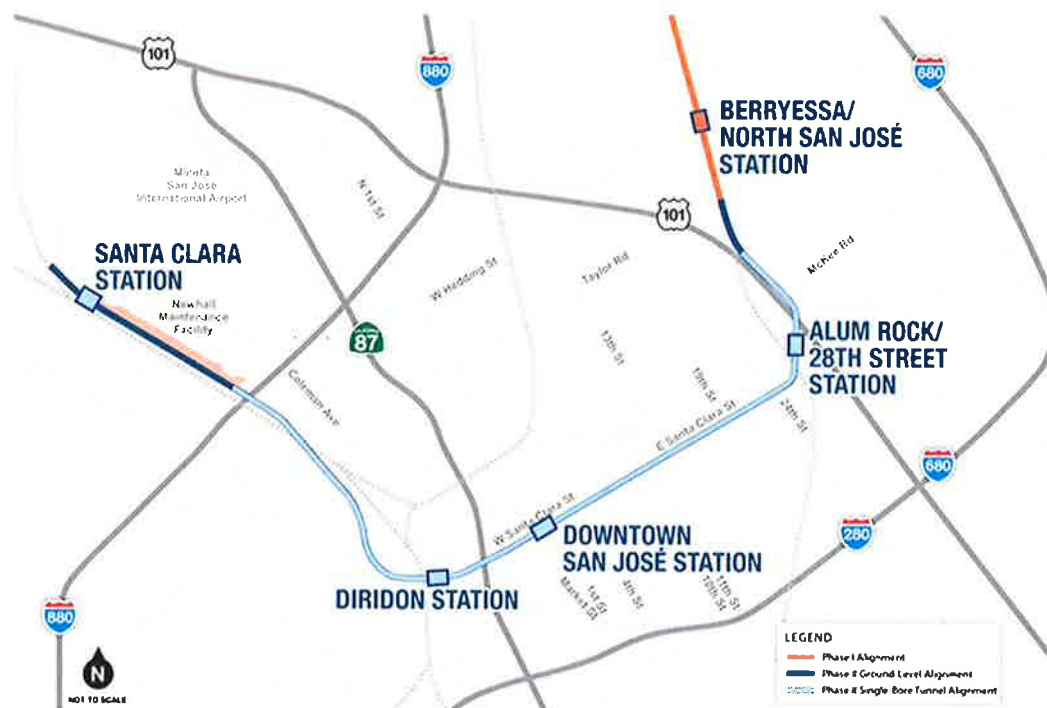 101
880
680
BERRYESSA/
NORTH SAN JOSÉ
STATION
Mineta
San José
International Airport
N 1st St
101
McKee Rd
SANTA CLARA
STATION
W Hedding St
Taylor Rd
Newhall
Maintenance
Facility
87
13th St
ALUM ROCK/
28TH STREET
STATION
Coleman Ave
19th St
24th St
E Santa Clara St
680
W Santa Clara St
280
DOWNTOWN
SAN JOSÉ STATION
DIRIDON STATION
Market St
1st St
4th St
10th St
11th St
880
N
NOT TO SCALE
LEGEND
Phase I Alignment
Phase II Ground Level Alignment
Phase II Single Bore Tunnel Alignment